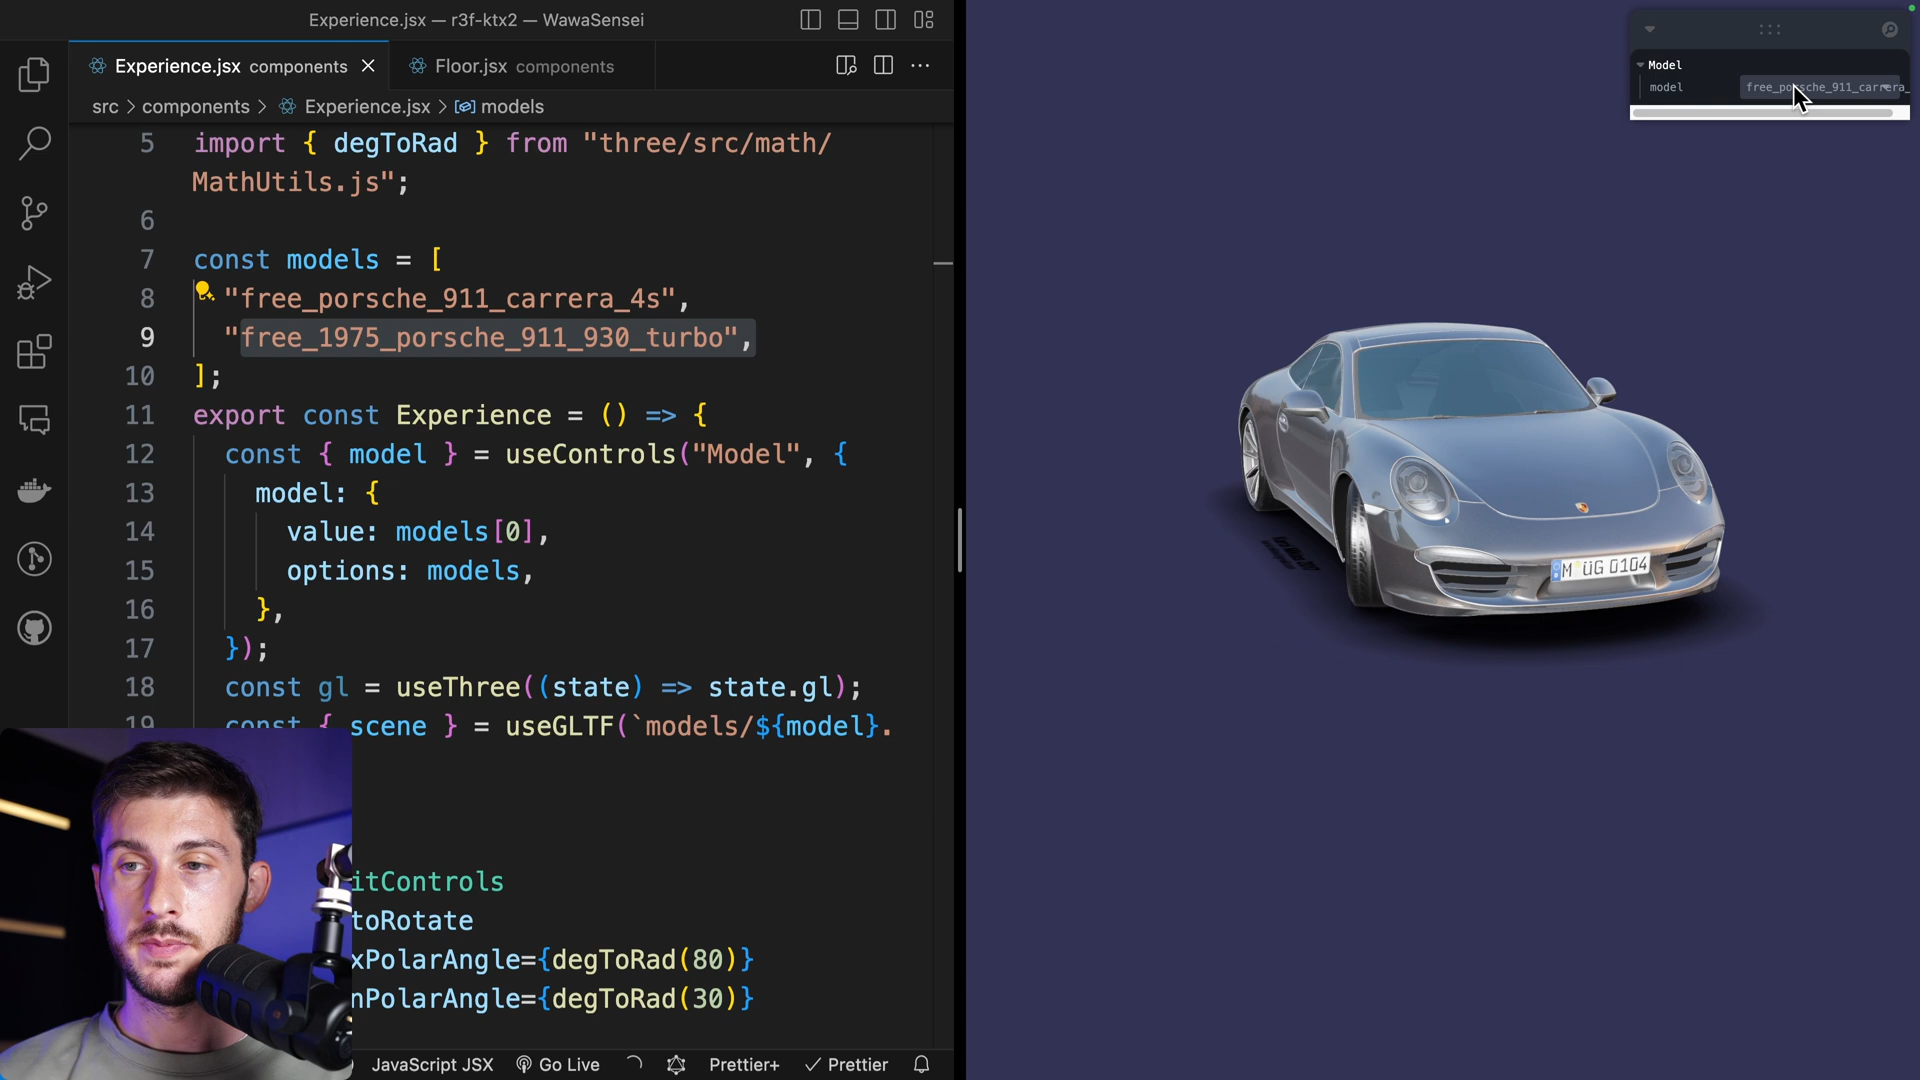 Experience.jsx — r3f-ktx2 — WawaSensei
Experience.jsx components
Floor.jsx components
src > components > Experience.jsx > models
5 import { degToRad } from "three/src/math/
MathUtils.js";
6
7 const models = [
8 "free_porsche_911_carrera_4s",
9 "free_1975_porsche_911_930_turbo",
10 ];
11 export const Experience = () => {
12 const { model } = useControls("Model", {
13 model: {
14 value: models[0],
15 options: models,
16 },
17 });
18 const gl = useThree((state) => state.gl);
19 const { scene } = useGLTF(`models/${model}.
itControls
toRotate
xPolarAngle={degToRad(80)}
nPolarAngle={degToRad(30)}
JavaScript JSX Go Live Prettier+ Prettier
Model
model free_porsche_911_carrera_
M ÜG 0104